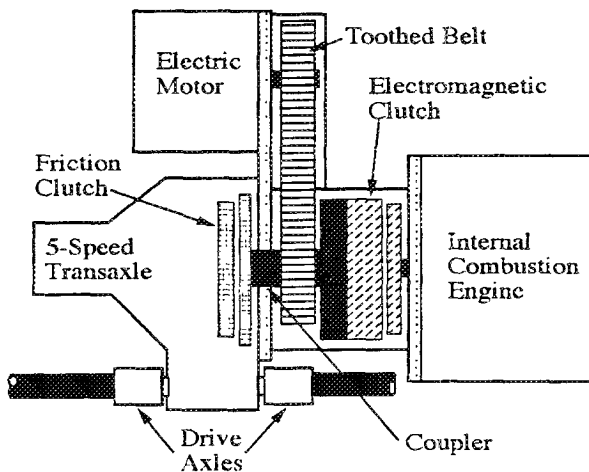 Toothed Belt
Electric
Motor
Electromagnetic
Clutch
Friction
Clutch
5-Speed
Transaxle
Internal
Combustion
Engine
Drive
Axles
Coupler